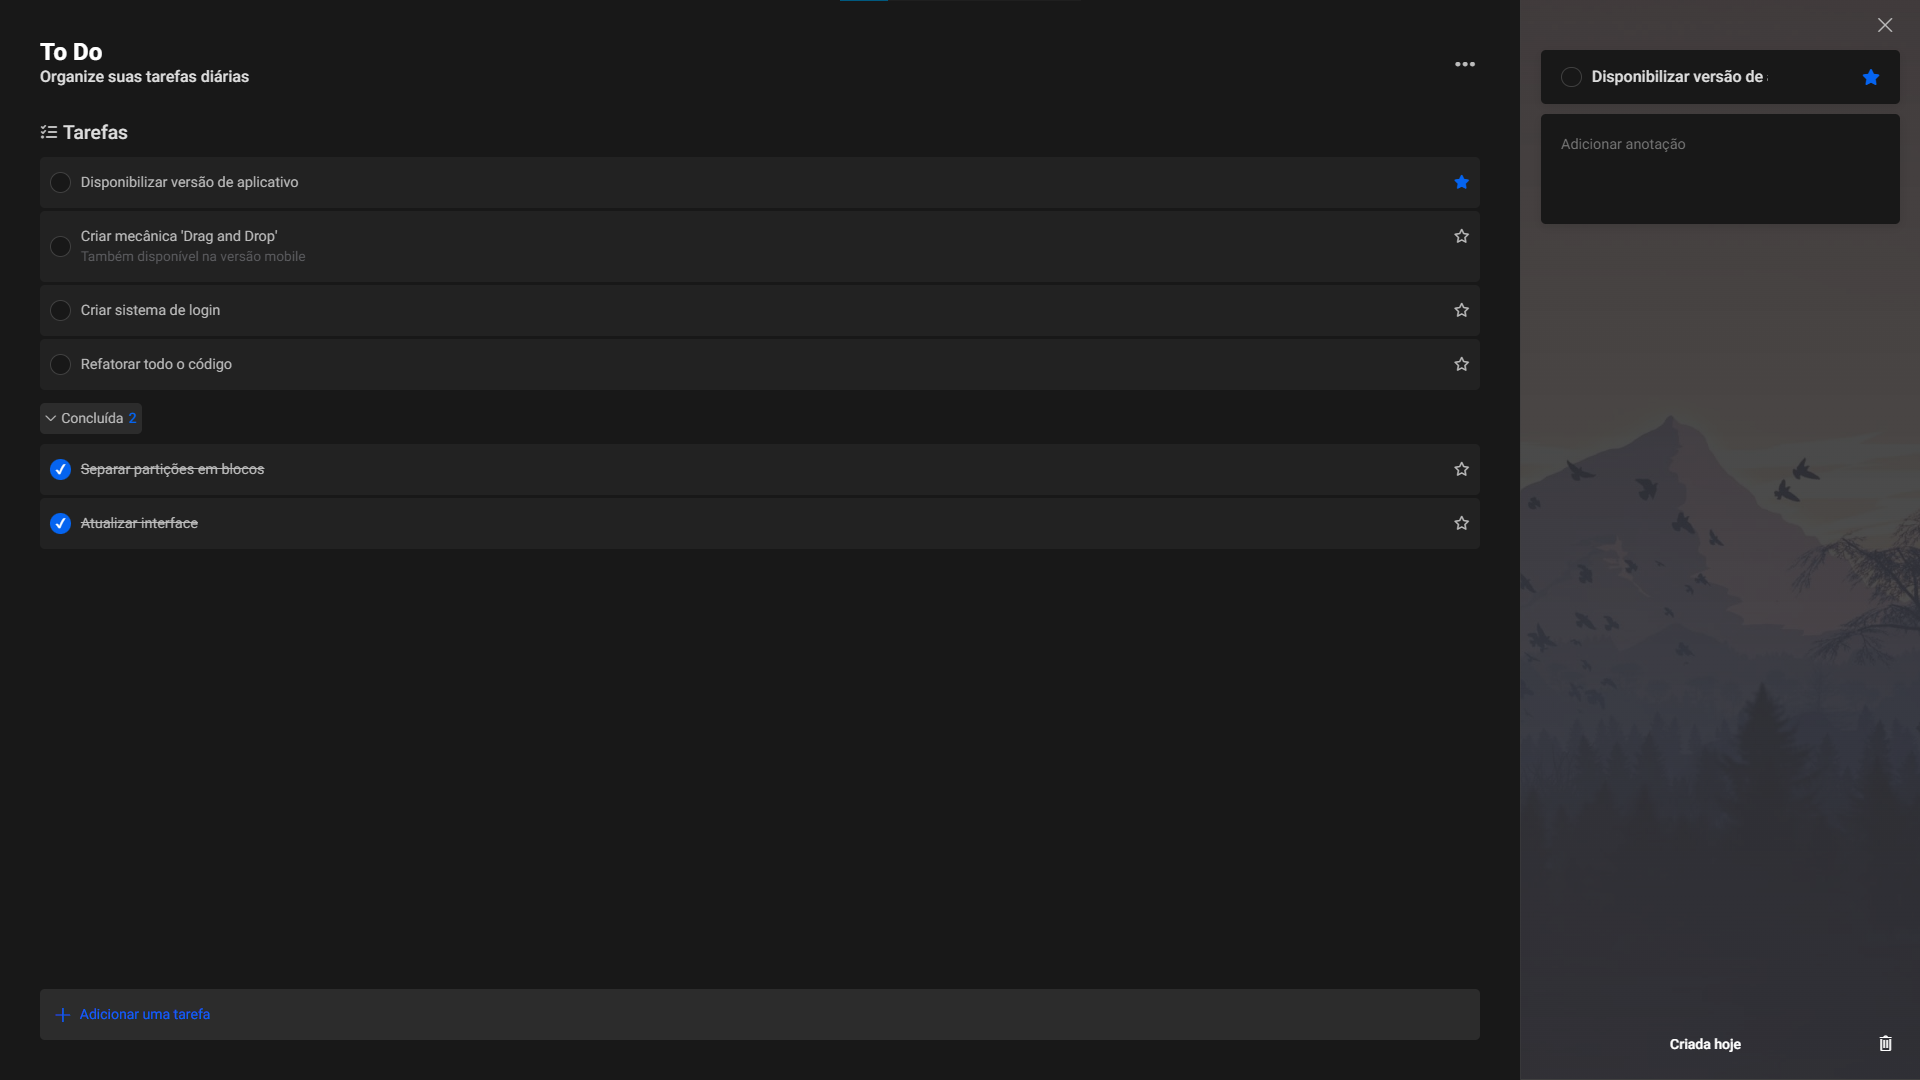 To Do
Organize suas tarefas diárias
Tarefas
Disponibilizar versão de aplicativo
Criar mecânica 'Drag and Drop'
Também disponível na versão mobile
Criar sistema de login
Refatorar todo o código
Concluída 2
Separar partições em blocos
Atualizar interface
Adicionar uma tarefa
Disponibilizar versão de
Adicionar anotação
Criada hoje